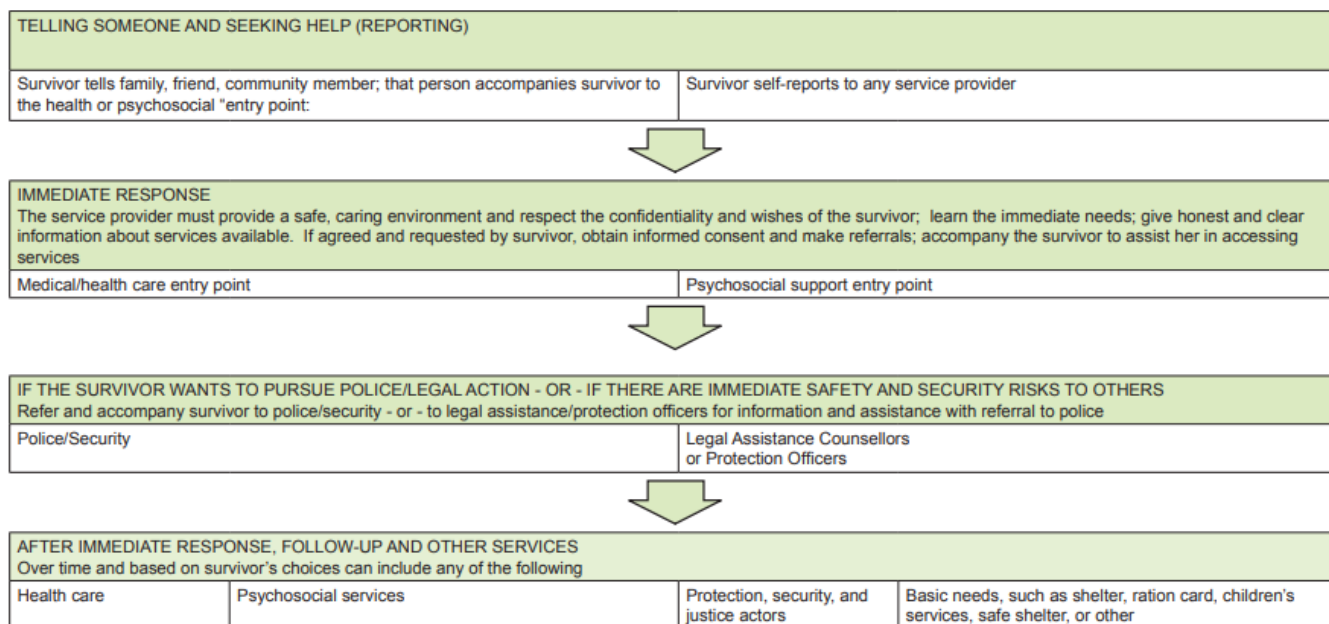 TELLING SOMEONE AND SEEKING HELP (REPORTING)
Survivor tells family, friend, community member; that person accompanies survivor to
the health or psychosocial “entry point:
Survivor self-reports to any service provider
IMMEDIATE RESPONSE
The service provider must provide a safe, caring environment and respect the confidentiality and wishes of the survivor; learn the immediate needs; give honest and clear
information about services available. If agreed and requested by survivor, obtain informed consent and make referrals; accompany the survivor to assist her in accessing
services
Medical/health care entry point
Psychosocial support entry point
IF THE SURVIVOR WANTS TO PURSUE POLICE/LEGAL ACTION - OR - IF THERE ARE IMMEDIATE SAFETY AND SECURITY RISKS TO OTHERS
Refer and accompany survivor to police/security - or - to legal assistance/protection officers for information and assistance with referral to police
Police/Security
Legal Assistance Counsellors
or Protection Officers
AFTER IMMEDIATE RESPONSE, FOLLOW-UP AND OTHER SERVICES
Over time and based on survivor’s choices can include any of the following
Health care
Psychosocial services
Protection, security, and
justice actors
Basic needs, such as shelter, ration card, children’s
services, safe shelter, or other